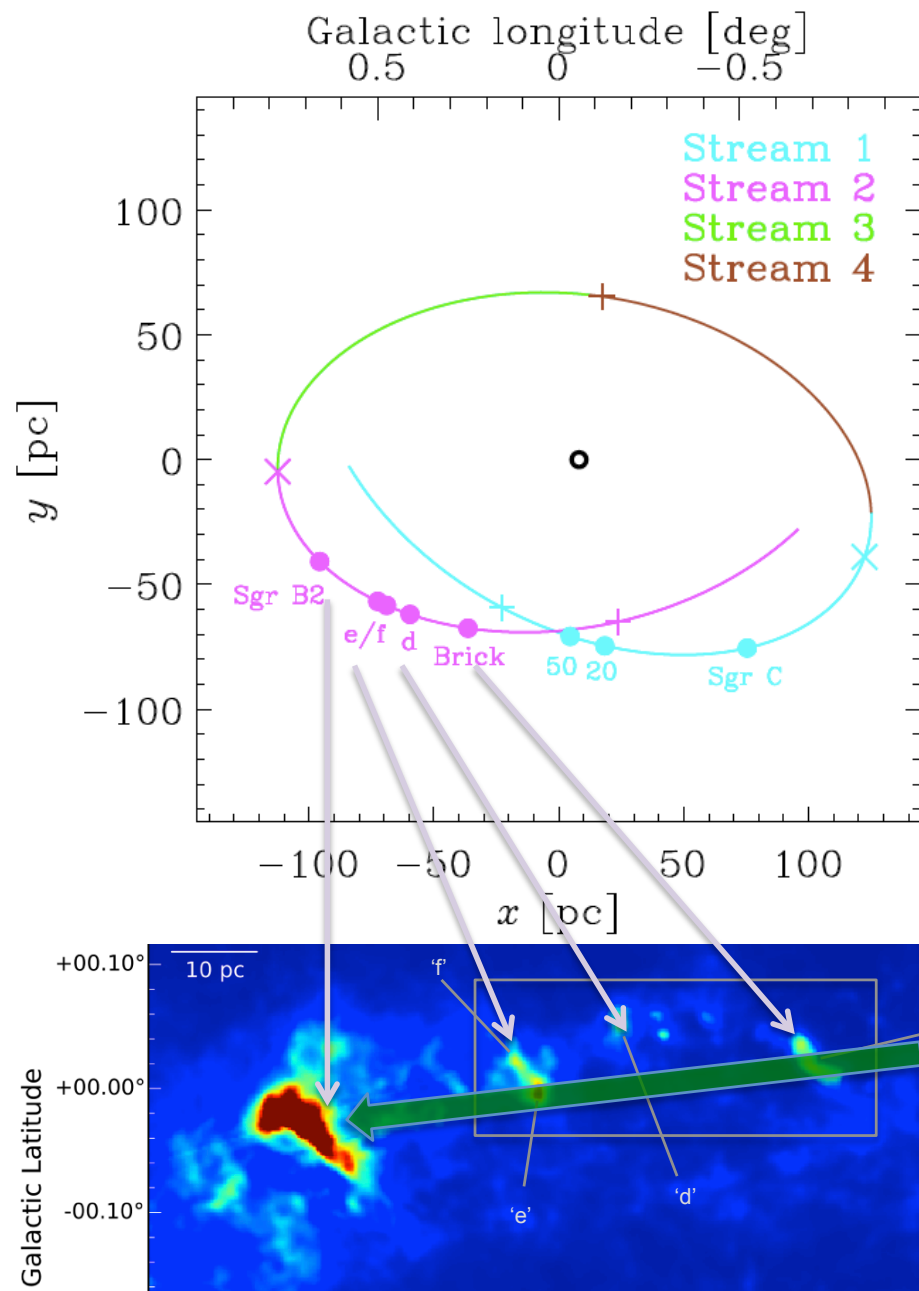 Galactic longitude [deg]
0.5 0 −0.5
Stream 1
Stream 2
Stream 3
Stream 4
100
50
0
−50
−100
y [pc]
Sgr B2
e/f
d
Brick
50 20
Sgr C
−100 −50 0 50 100
x [pc]
+00.10°
10 pc
'f'
+00.00°
-00.10°
'e'
'd'
Galactic Latitude